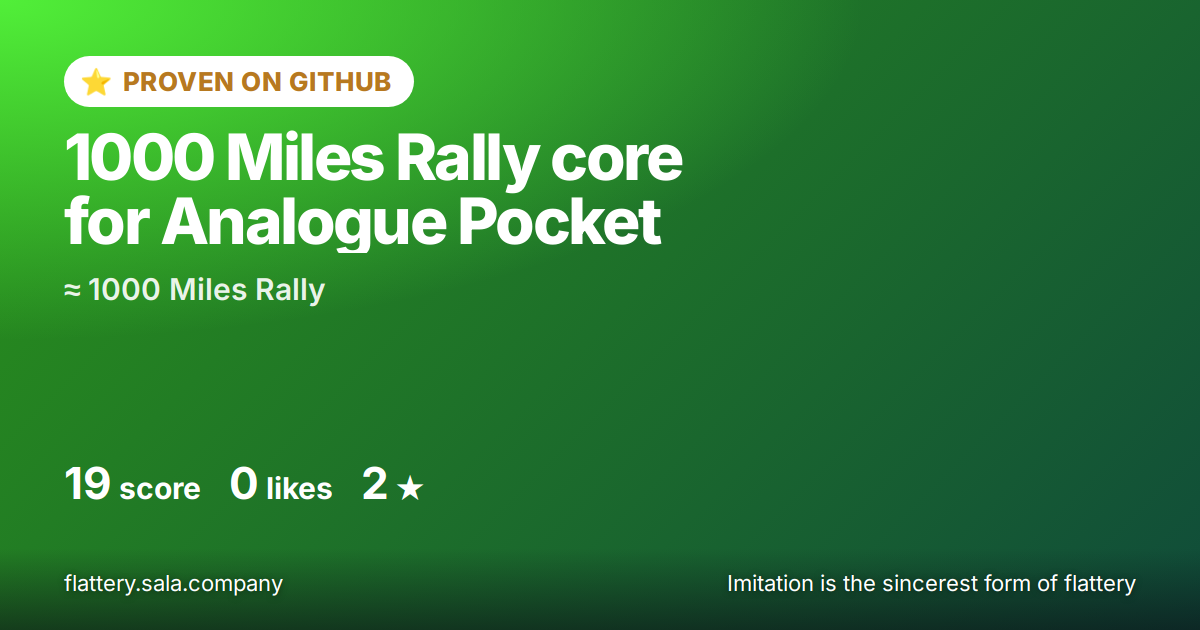 ⭐ PROVEN ON GITHUB
1000 Miles Rally core
for Analogue Pocket
≈ 1000 Miles Rally
19 score 0 likes 2 ★
flattery.sala.company
Imitation is the sincerest form of flattery